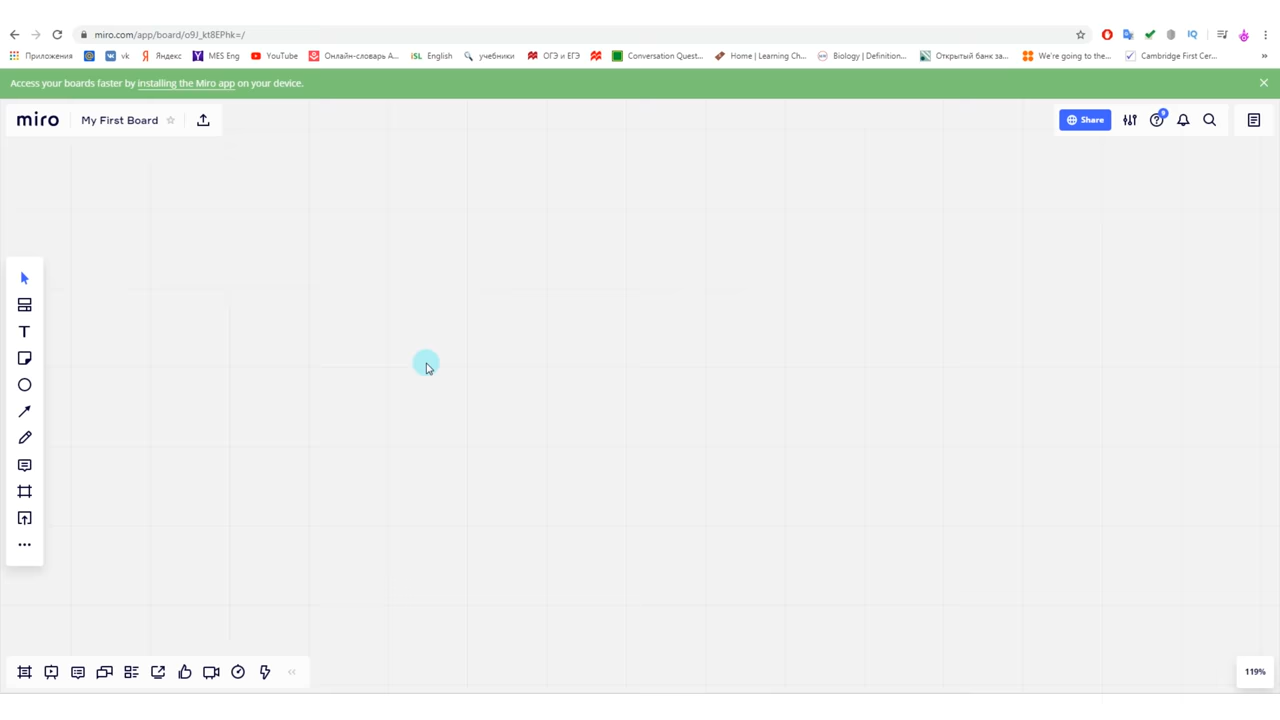 miro.com/app/board/o9J_kt8EPhk=/
Приложения vk Яндекс MES Eng YouTube Онлайн-словарь A... iSL English учебники ОГЭ и ЕГЭ Conversation Quest... Home | Learning Ch... Biology | Definition... Открытый банк за... We're going to the... Cambridge First Cer... »
Access your boards faster by installing the Miro app on your device.
miro My First Board Share
T
119%